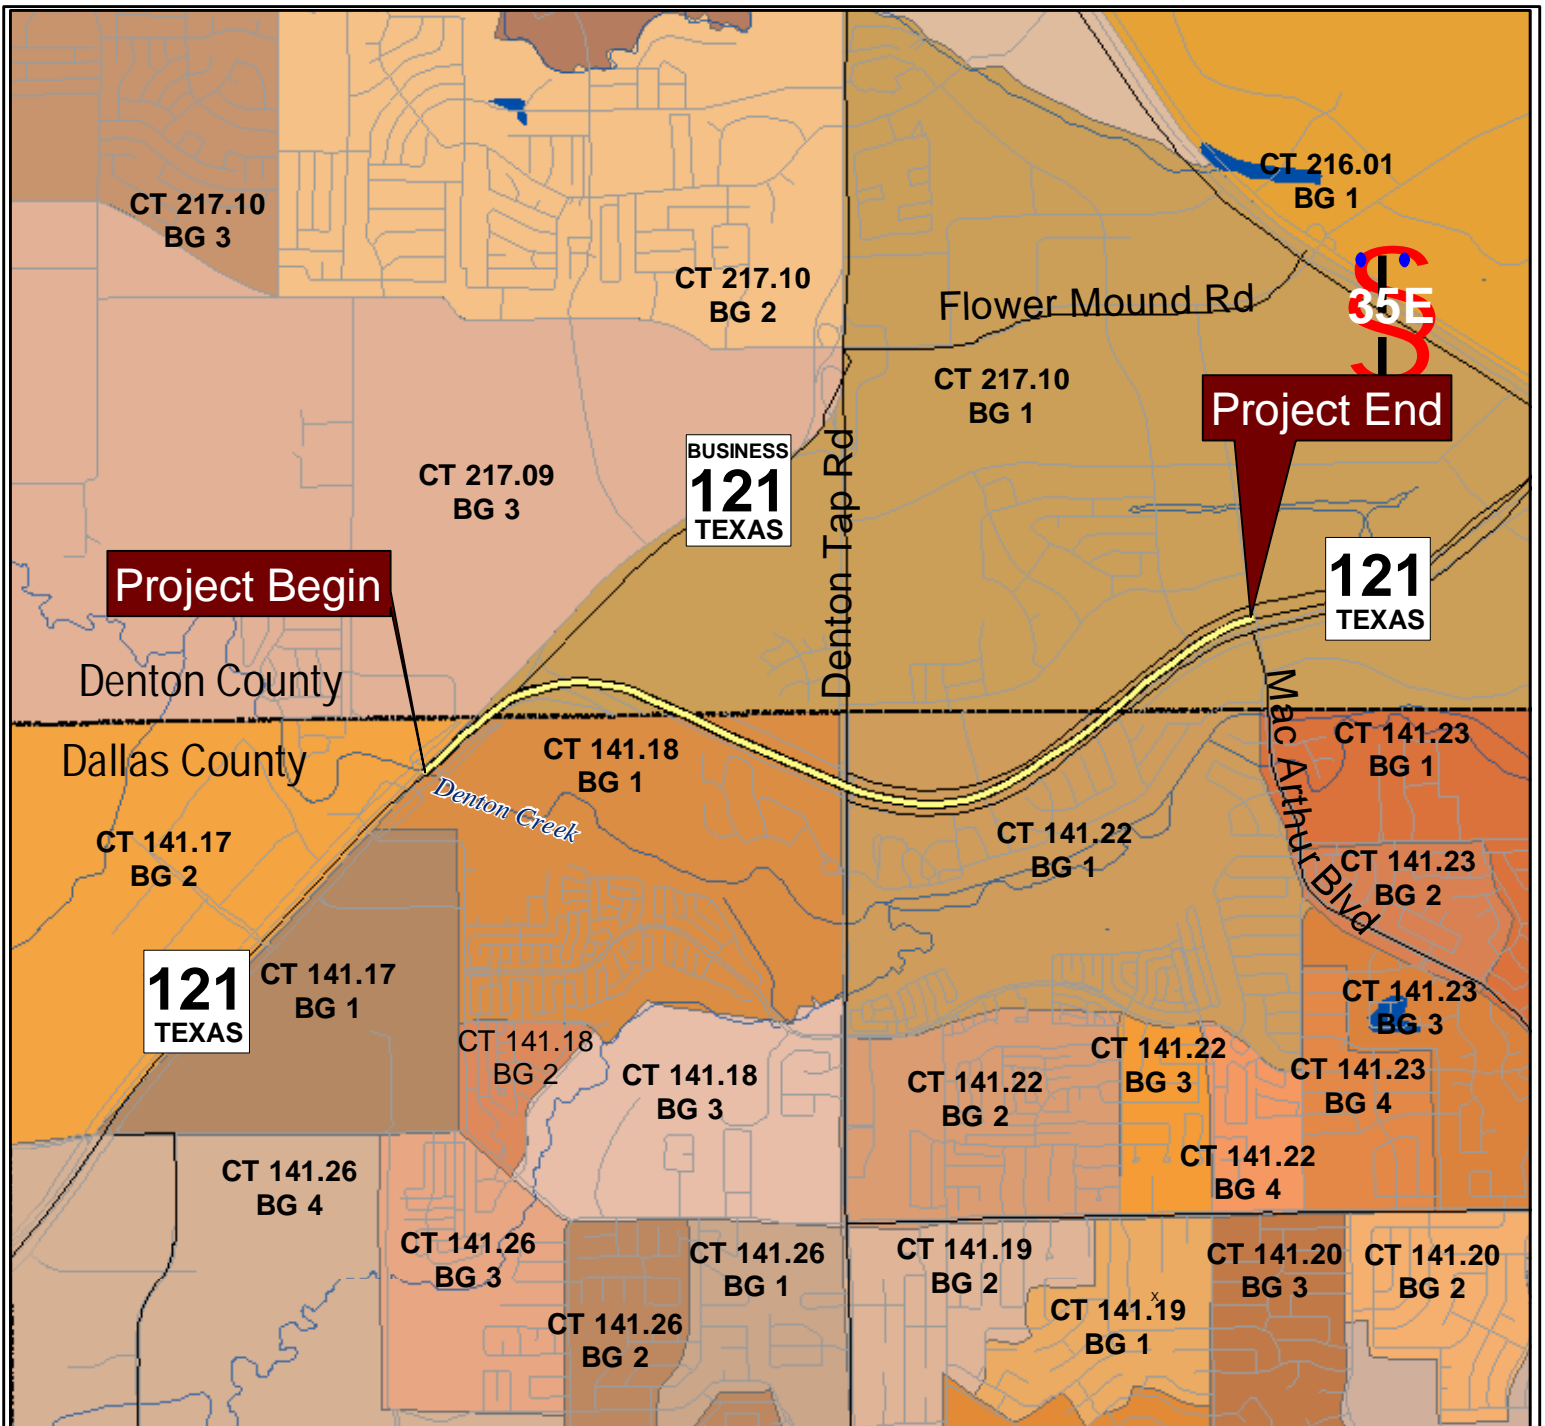 CT 216.01
BG 1
CT 217.10
BG 3
CT 217.10
BG 2
Flower Mound Rd
35E
CT 217.10
BG 1
Project End
BUSINESS
121
TEXAS
Denton Tap Rd
CT 217.09
BG 3
121
TEXAS
Project Begin
Denton County
Mac Arthur Blvd
Dallas County
CT 141.18
BG 1
CT 141.23
BG 1
Denton Creek
CT 141.17
BG 2
CT 141.22
BG 1
CT 141.23
BG 2
121
TEXAS
CT 141.17
BG 1
CT 141.23
BG 3
CT 141.18
BG 2
CT 141.18
BG 3
CT 141.22
BG 2
CT 141.22
BG 3
CT 141.23
BG 4
CT 141.22
BG 4
CT 141.26
BG 4
CT 141.26
BG 3
CT 141.26
BG 1
CT 141.19
BG 2
CT 141.20
BG 3
CT 141.20
BG 2
CT 141.26
BG 2
x
CT 141.19
BG 1